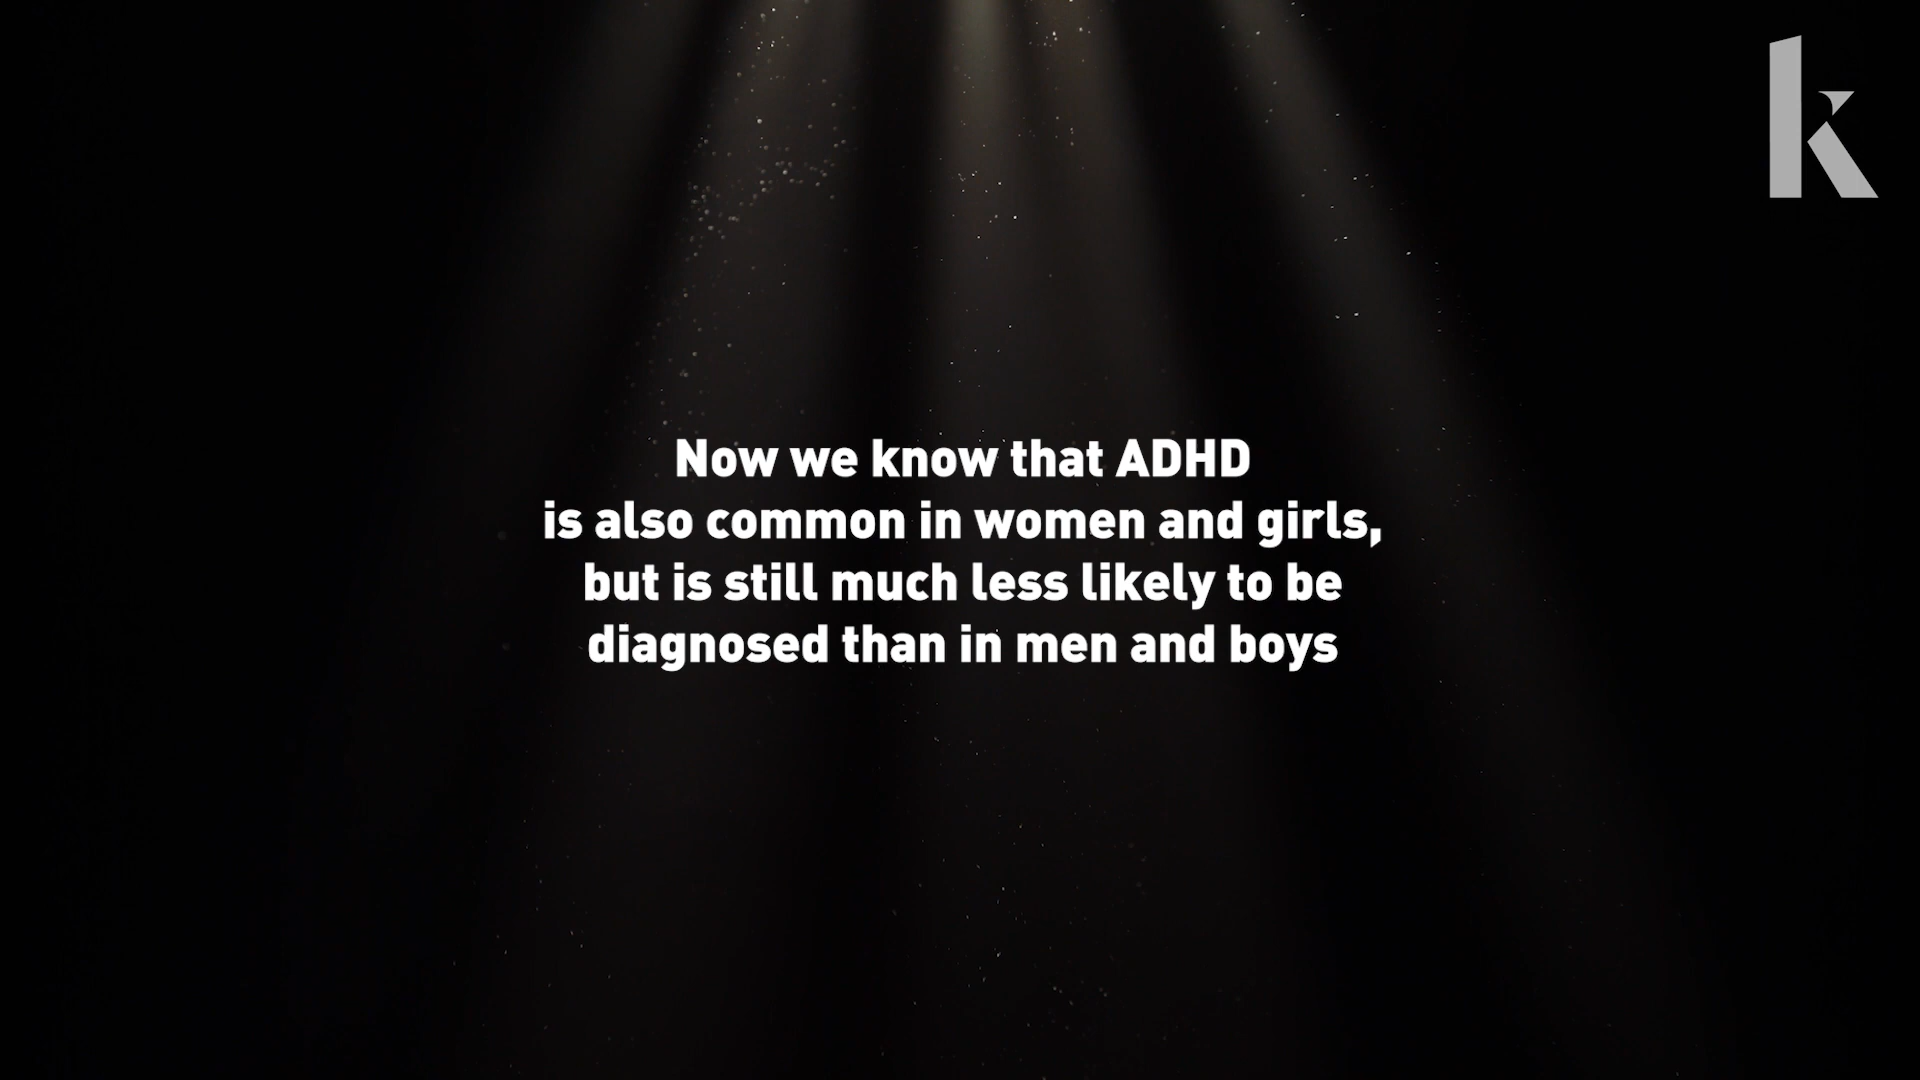 k
Now we know that ADHD
is also common in women and girls,
but is still much less likely to be
diagnosed than in men and boys